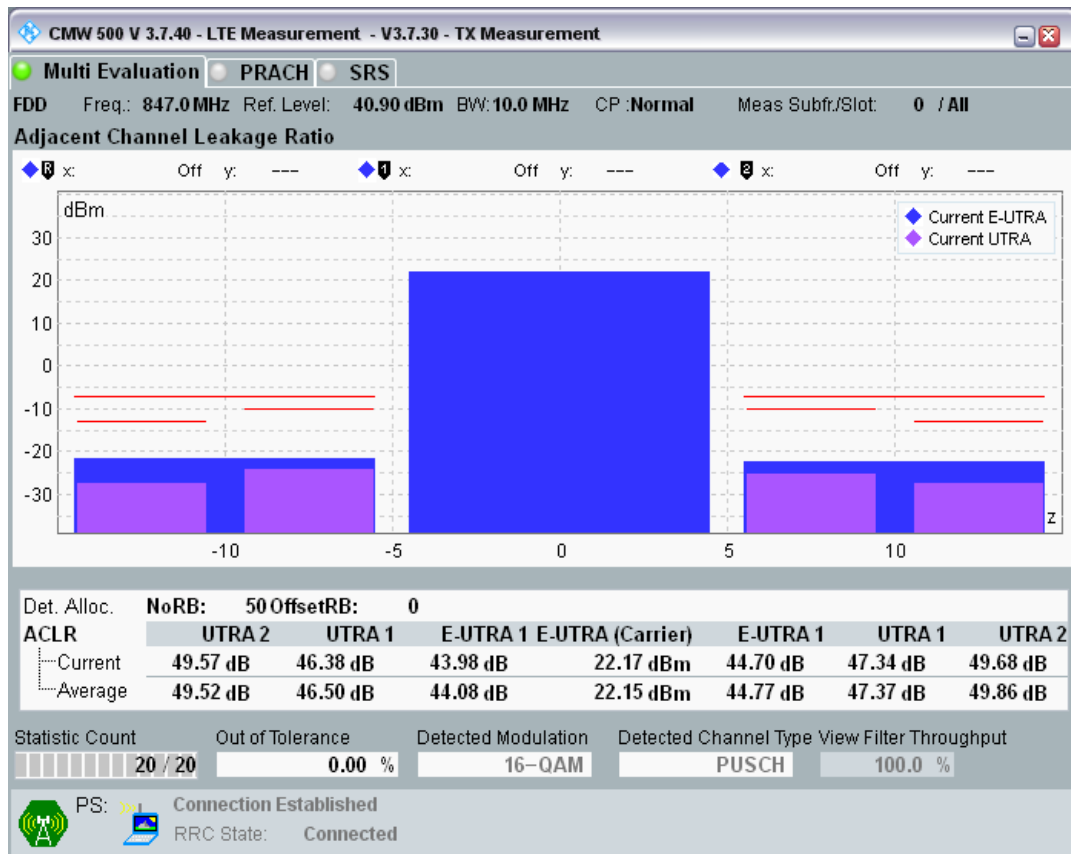 CMW 500 V 3.7.40 - LTE Measurement - V3.7.30 - TX Measurement
Multi Evaluation PRACH SRS
FDD Freq.: 847.0 MHz Ref. Level: 40.90 dBm BW: 10.0 MHz CP :Normal Meas Subfr./Slot: 0 / All
Adjacent Channel Leakage Ratio
R x: Off y: --- 1 x: Off y: --- 2 x: Off y: ---
dBm
Current E-UTRA
Current UTRA
30
20
10
0
-10
-20
-30
z
-10 -5 0 5 10
Det. Alloc. NoRB: 50 OffsetRB: 0
ACLR UTRA 2 UTRA 1 E-UTRA 1 E-UTRA (Carrier) E-UTRA 1 UTRA 1 UTRA 2
Current 49.57 dB 46.38 dB 43.98 dB 22.17 dBm 44.70 dB 47.34 dB 49.68 dB
Average 49.52 dB 46.50 dB 44.08 dB 22.15 dBm 44.77 dB 47.37 dB 49.86 dB
Statistic Count Out of Tolerance Detected Modulation Detected Channel Type View Filter Throughput
20 / 20 0.00 % 16-QAM PUSCH 100.0 %
PS: Connection Established
RRC State: Connected